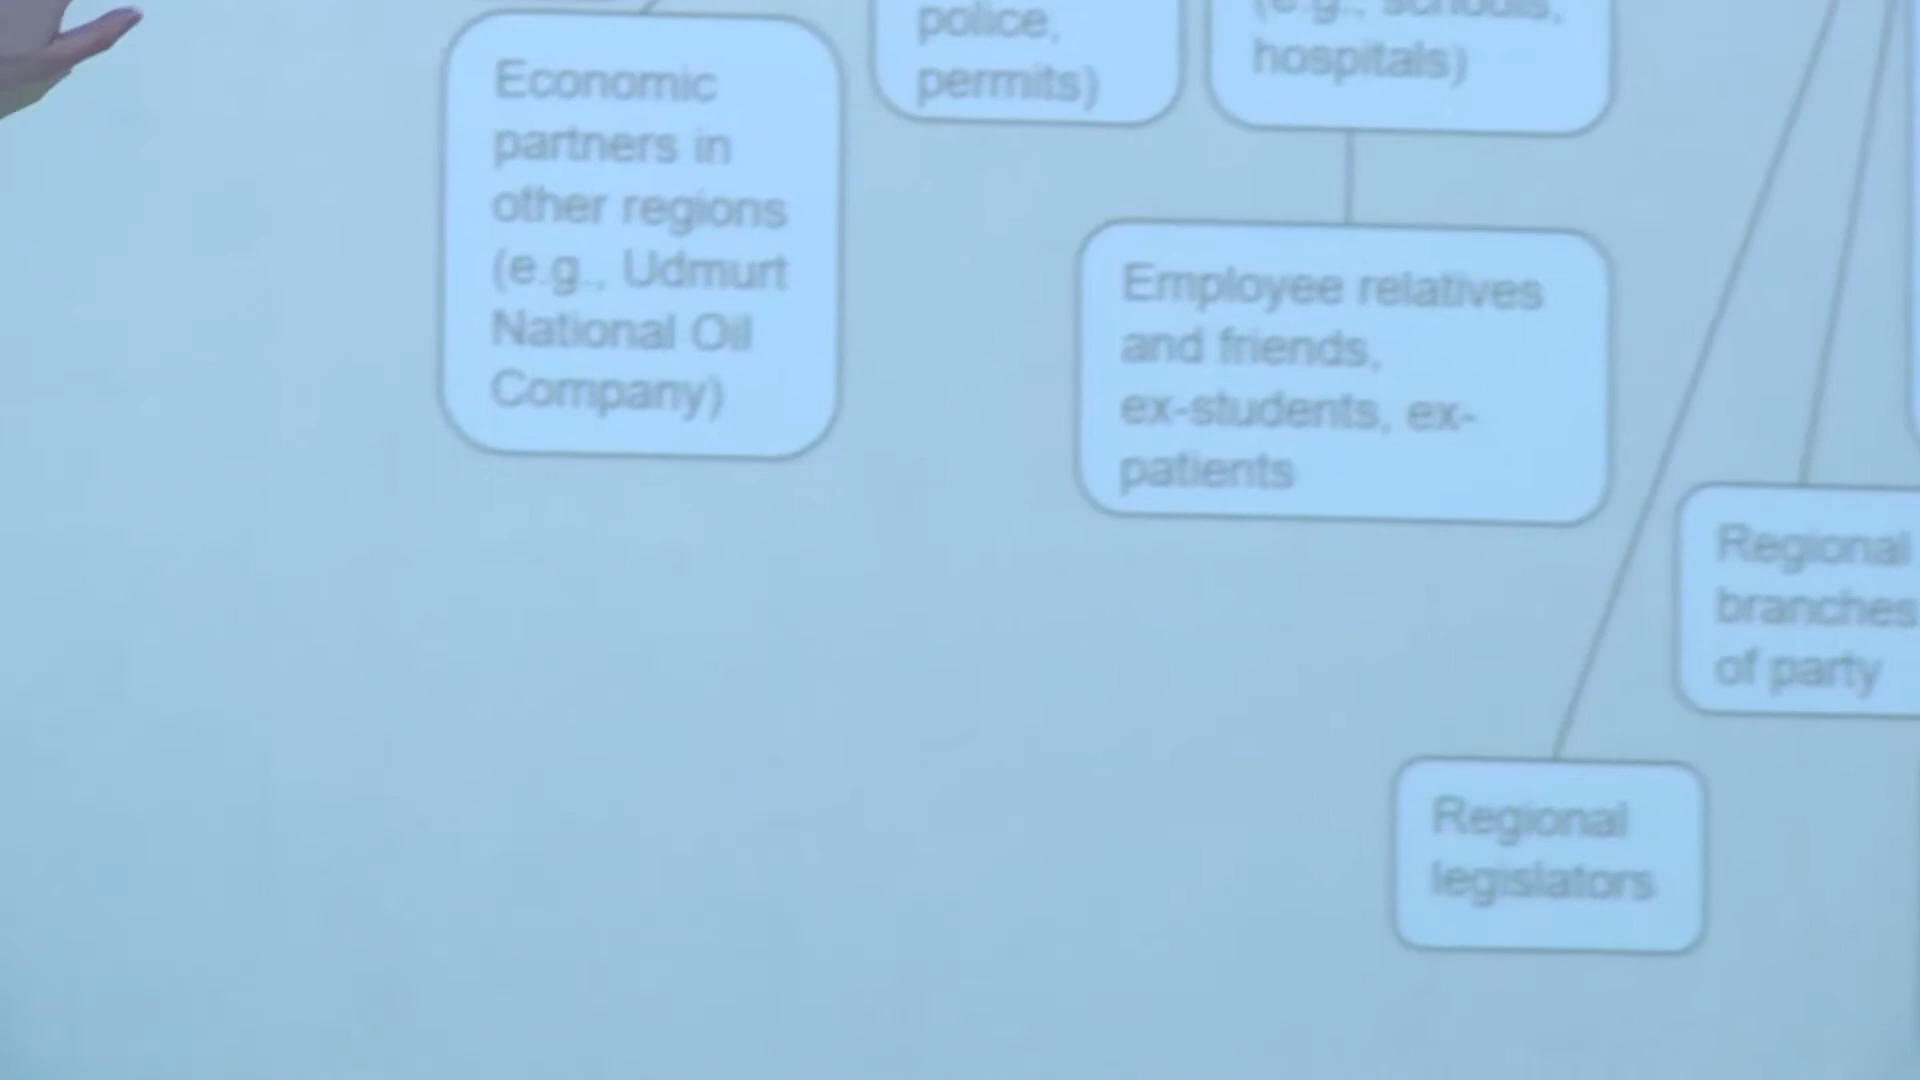 Economic
partners in
other regions
(e.g., Udmurt
National Oil
Company)
police,
permits)
(e.g., schools,
hospitals)
Employee relatives
and friends,
ex-students, ex-
patients
Regional
branches
of party
Regional
legislators